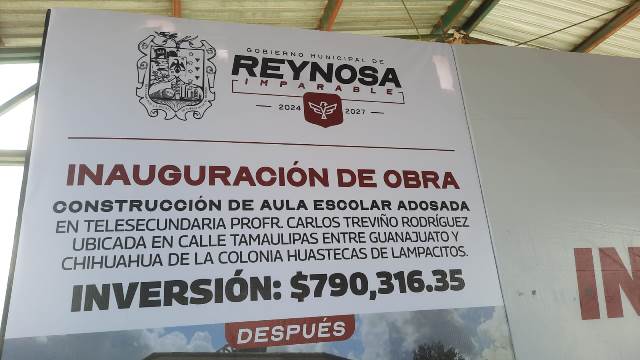 GOBIERNO MUNICIPAL DE
REYNOSA
IMPARABLE
2024 2027
INAUGURACIÓN DE OBRA
CONSTRUCCIÓN DE AULA ESCOLAR ADOSADA
EN TELESECUNDARIA PROFR. CARLOS TREVIÑO RODRÍGUEZ
UBICADA EN CALLE TAMAULIPAS ENTRE GUANAJUATO Y
CHIHUAHUA DE LA COLONIA HUASTECAS DE LAMPACITOS.
INVERSIÓN: $790,316.35
DESPUÉS
IN